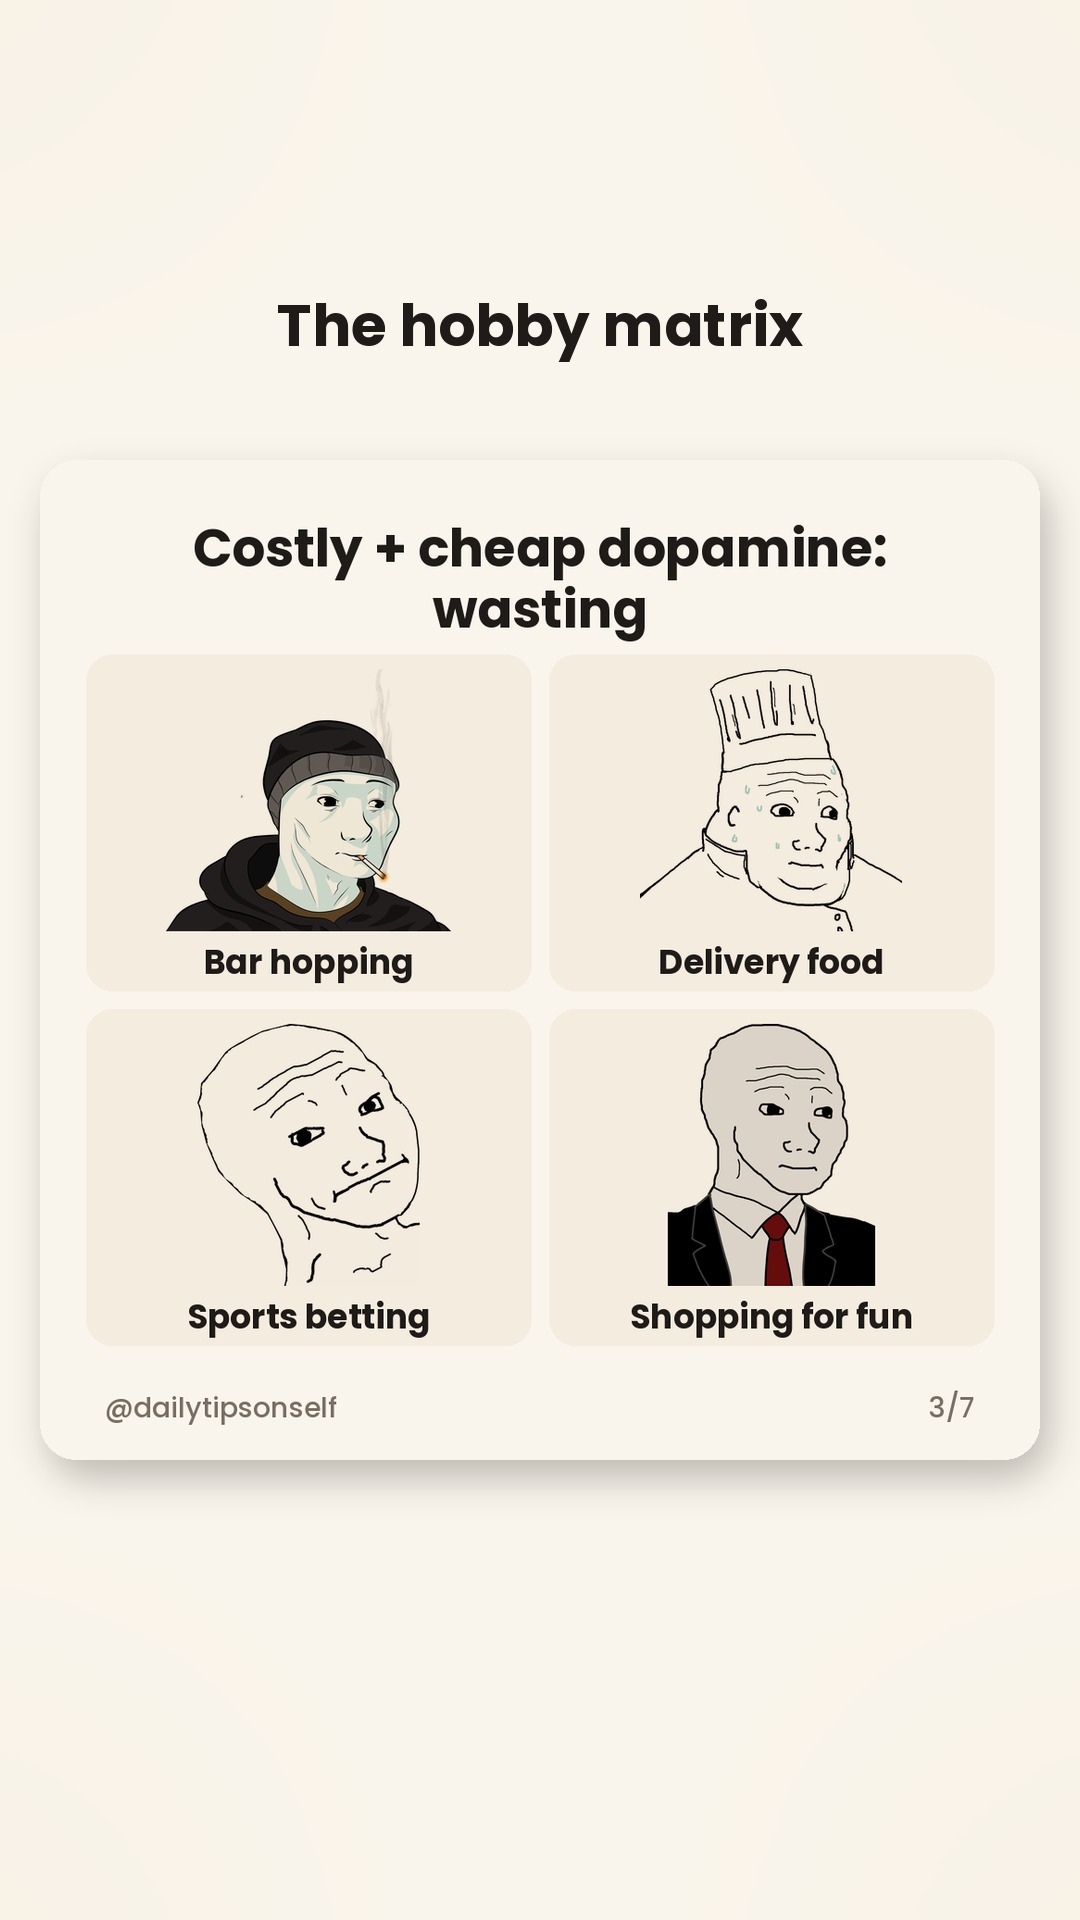 The hobby matrix
Costly + cheap dopamine:
wasting
Bar hopping
Delivery food
Sports betting
Shopping for fun
@dailytipsonself
3/7